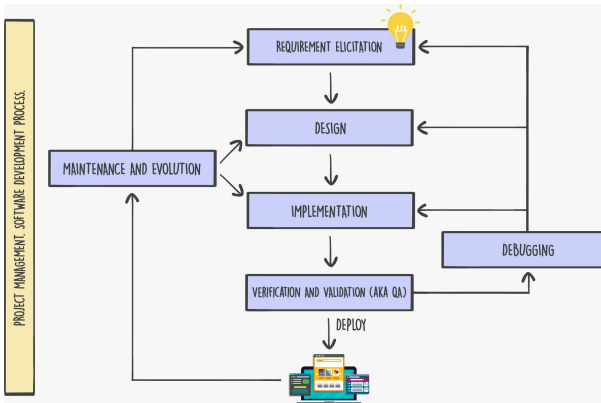 PROJECT MANAGEMENT, SOFTWARE DEVELOPMENT PROCESS.
REQUIREMENT ELICITATION
DESIGN
MAINTENANCE AND EVOLUTION
IMPLEMENTATION
DEBUGGING
VERIFICATION AND VALIDATION (AKA QA)
DEPLOY